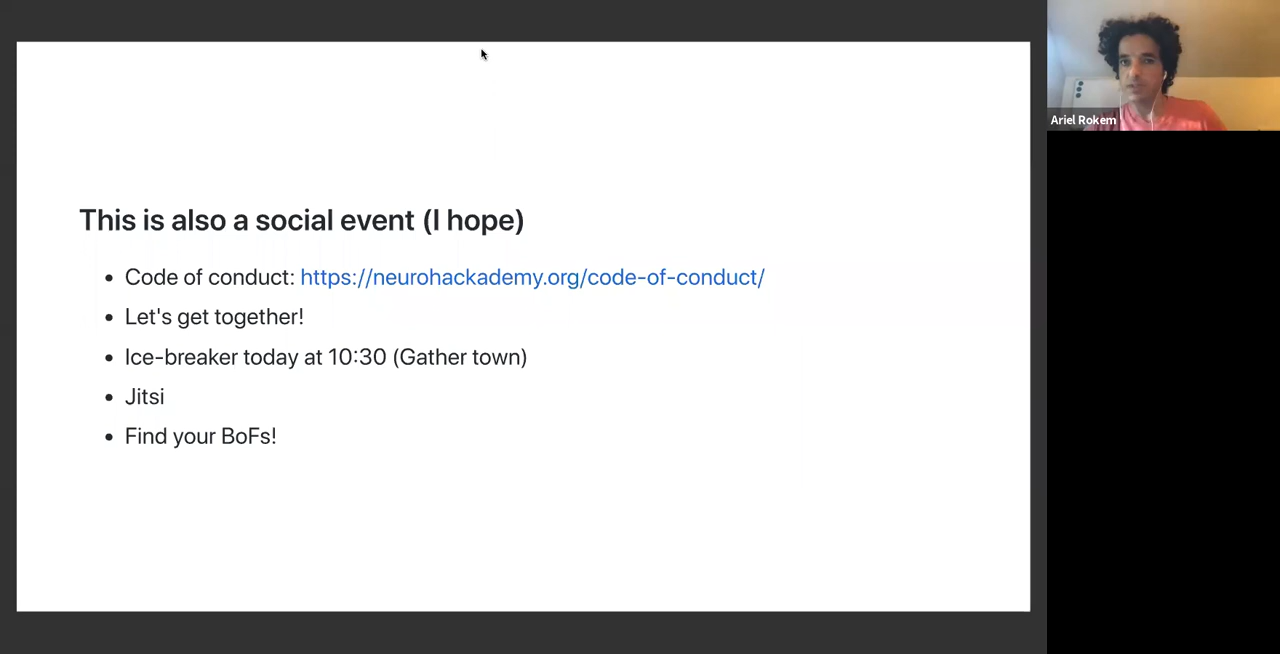 This is also a social event (I hope)
Code of conduct: https://neurohackademy.org/code-of-conduct/
Let's get together!
Ice-breaker today at 10:30 (Gather town)
Jitsi
Find your BoFs!
Ariel Rokem